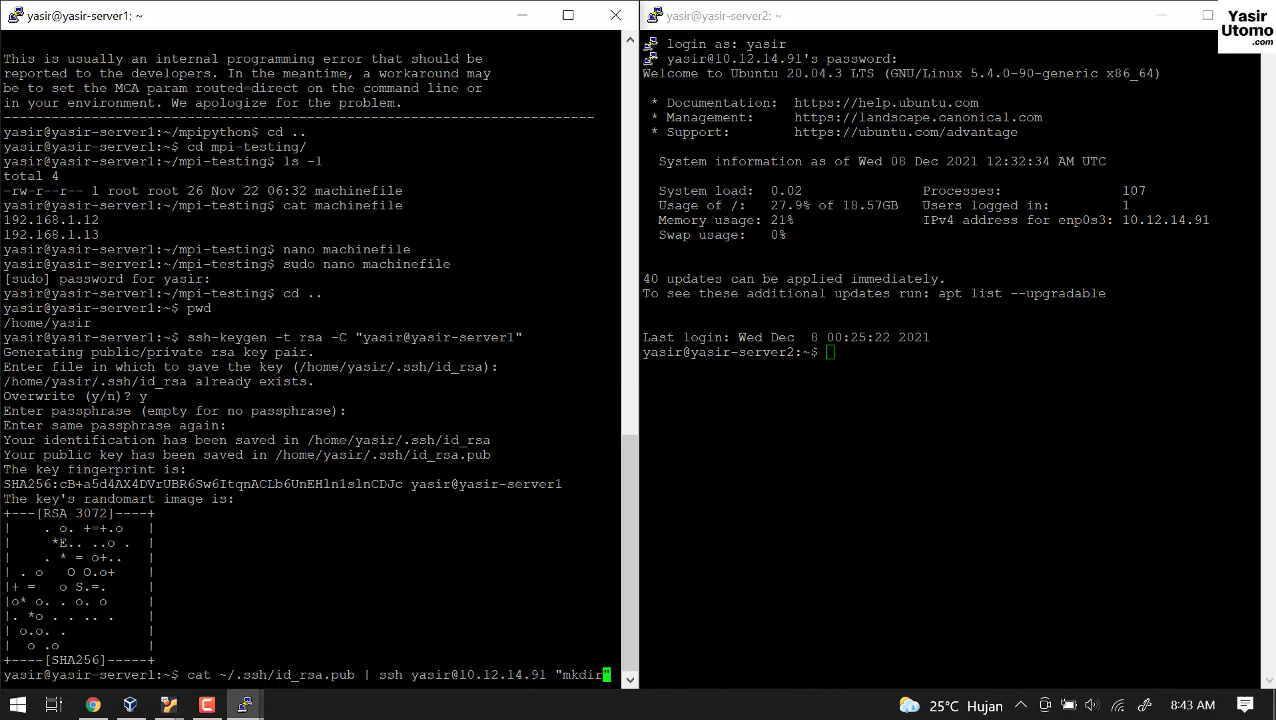 yasir@yasir-server1: ~
This is usually an internal programming error that should be
reported to the developers. In the meantime, a workaround may
be to set the MCA param routed=direct on the command line or
in your environment. We apologize for the problem.
--------------------------------------------------------------------------
yasir@yasir-server1:~/mpipython$ cd ..
yasir@yasir-server1:~$ cd mpi-testing/
yasir@yasir-server1:~/mpi-testing$ ls -l
total 4
-rw-r--r-- 1 root root 26 Nov 22 06:32 machinefile
yasir@yasir-server1:~/mpi-testing$ cat machinefile
192.168.1.12
192.168.1.13
yasir@yasir-server1:~/mpi-testing$ nano machinefile
yasir@yasir-server1:~/mpi-testing$ sudo nano machinefile
[sudo] password for yasir:
yasir@yasir-server1:~/mpi-testing$ cd ..
yasir@yasir-server1:~$ pwd
/home/yasir
yasir@yasir-server1:~$ ssh-keygen -t rsa -C "yasir@yasir-server1"
Generating public/private rsa key pair.
Enter file in which to save the key (/home/yasir/.ssh/id_rsa):
/home/yasir/.ssh/id_rsa already exists.
Overwrite (y/n)? y
Enter passphrase (empty for no passphrase):
Enter same passphrase again:
Your identification has been saved in /home/yasir/.ssh/id_rsa
Your public key has been saved in /home/yasir/.ssh/id_rsa.pub
The key fingerprint is:
SHA256:cB+a5d4AX4DVrUBR6Sw6ItqnACLb6UnEHln1slnCDJc yasir@yasir-server1
The key's randomart image is:
+---[RSA 3072]----+
|    . o. +=+.o   |
|     *E.. ..o .  |
|    . * = o+..   |
| . o   O O.o+    |
|+ =   o S.=.     |
|o* o. . o. o     |
|. *o . . .. .    |
| o.o. .          |
|  o .o           |
+----[SHA256]-----+
yasir@yasir-server1:~$ cat ~/.ssh/id_rsa.pub | ssh yasir@10.12.14.91 "mkdir"
yasir@yasir-server2: ~
Yasir
Utomo
.com
login as: yasir
yasir@10.12.14.91's password:
Welcome to Ubuntu 20.04.3 LTS (GNU/Linux 5.4.0-90-generic x86_64)
* Documentation:  https://help.ubuntu.com
* Management:     https://landscape.canonical.com
* Support:        https://ubuntu.com/advantage
System information as of Wed 08 Dec 2021 12:32:34 AM UTC
System load:  0.02               Processes:               107
Usage of /:   27.9% of 18.57GB   Users logged in:         1
Memory usage: 21%                IPv4 address for enp0s3: 10.12.14.91
Swap usage:   0%
40 updates can be applied immediately.
To see these additional updates run: apt list --upgradable
Last login: Wed Dec  8 00:25:22 2021
yasir@yasir-server2:~$
25°C Hujan
8:43 AM